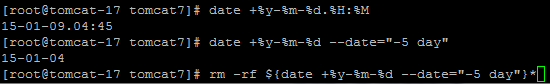 [root@tomcat-17 tomcat7]# date +%y-%m-%d.%H:%M
15-01-09.04:45
[root@tomcat-17 tomcat7]# date +%y-%m-%d --date="-5 day"
15-01-04
[root@tomcat-17 tomcat7]# rm -rf ${date +%y-%m-%d --date="-5 day"}*